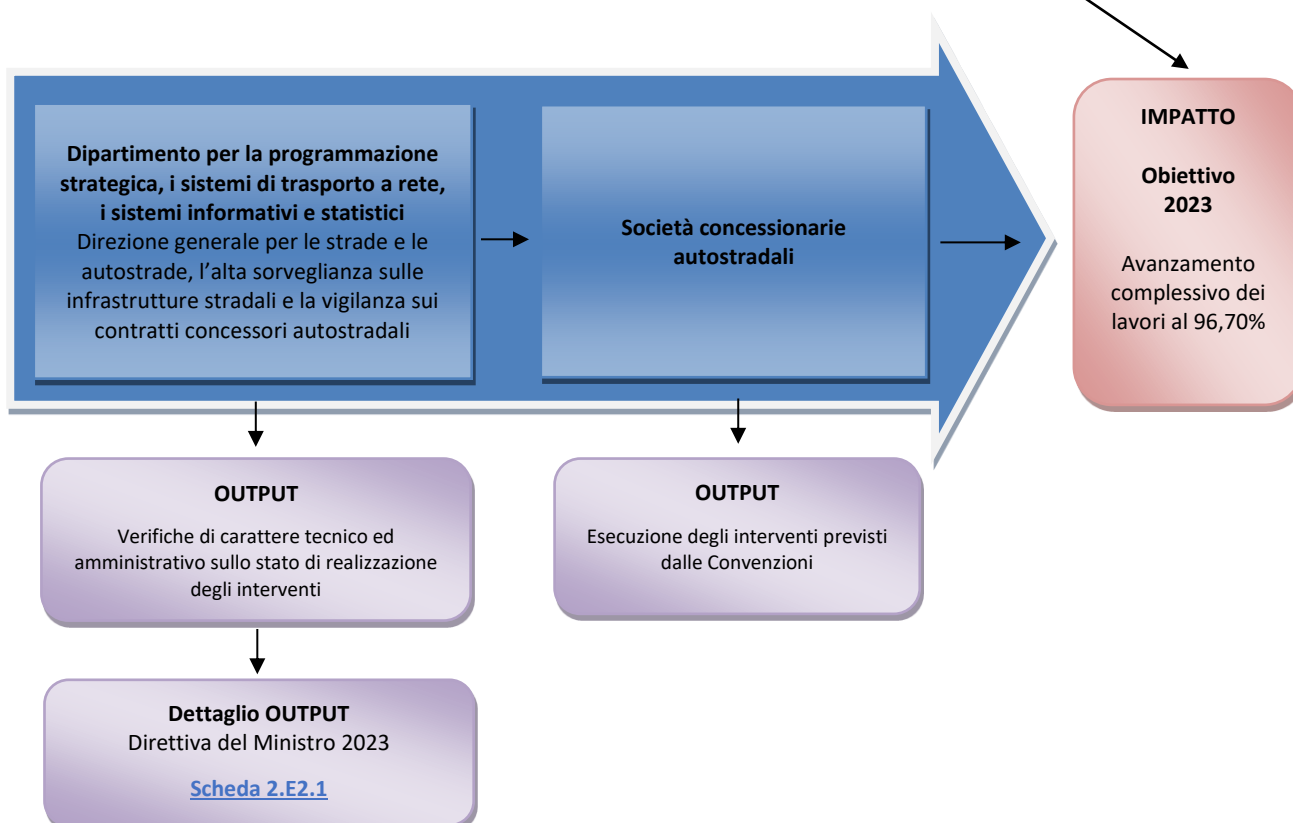 Dipartimento per la programmazione
strategica, i sistemi di trasporto a rete,
i sistemi informativi e statistici
Direzione generale per le strade e le
autostrade, l’alta sorveglianza sulle
infrastrutture stradali e la vigilanza sui
contratti concessori autostradali
Società concessionarie
autostradali
IMPATTO
Obiettivo
2023
Avanzamento
complessivo dei
lavori al 96,70%
OUTPUT
Verifiche di carattere tecnico ed
amministrativo sullo stato di realizzazione
degli interventi
OUTPUT
Esecuzione degli interventi previsti
dalle Convenzioni
Dettaglio OUTPUT
Direttiva del Ministro 2023
Scheda 2.E2.1